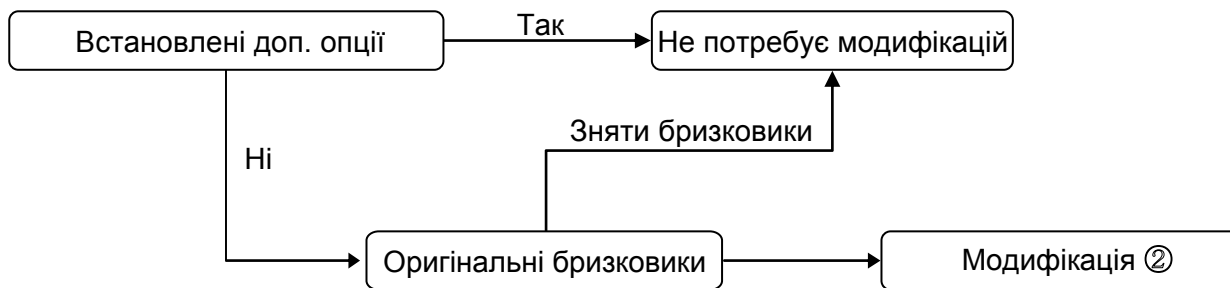 Так
Встановлені доп. опції
Не потребує модифікацій
Зняти бризковики
Ні
Оригінальні бризковики
Модифікація ②